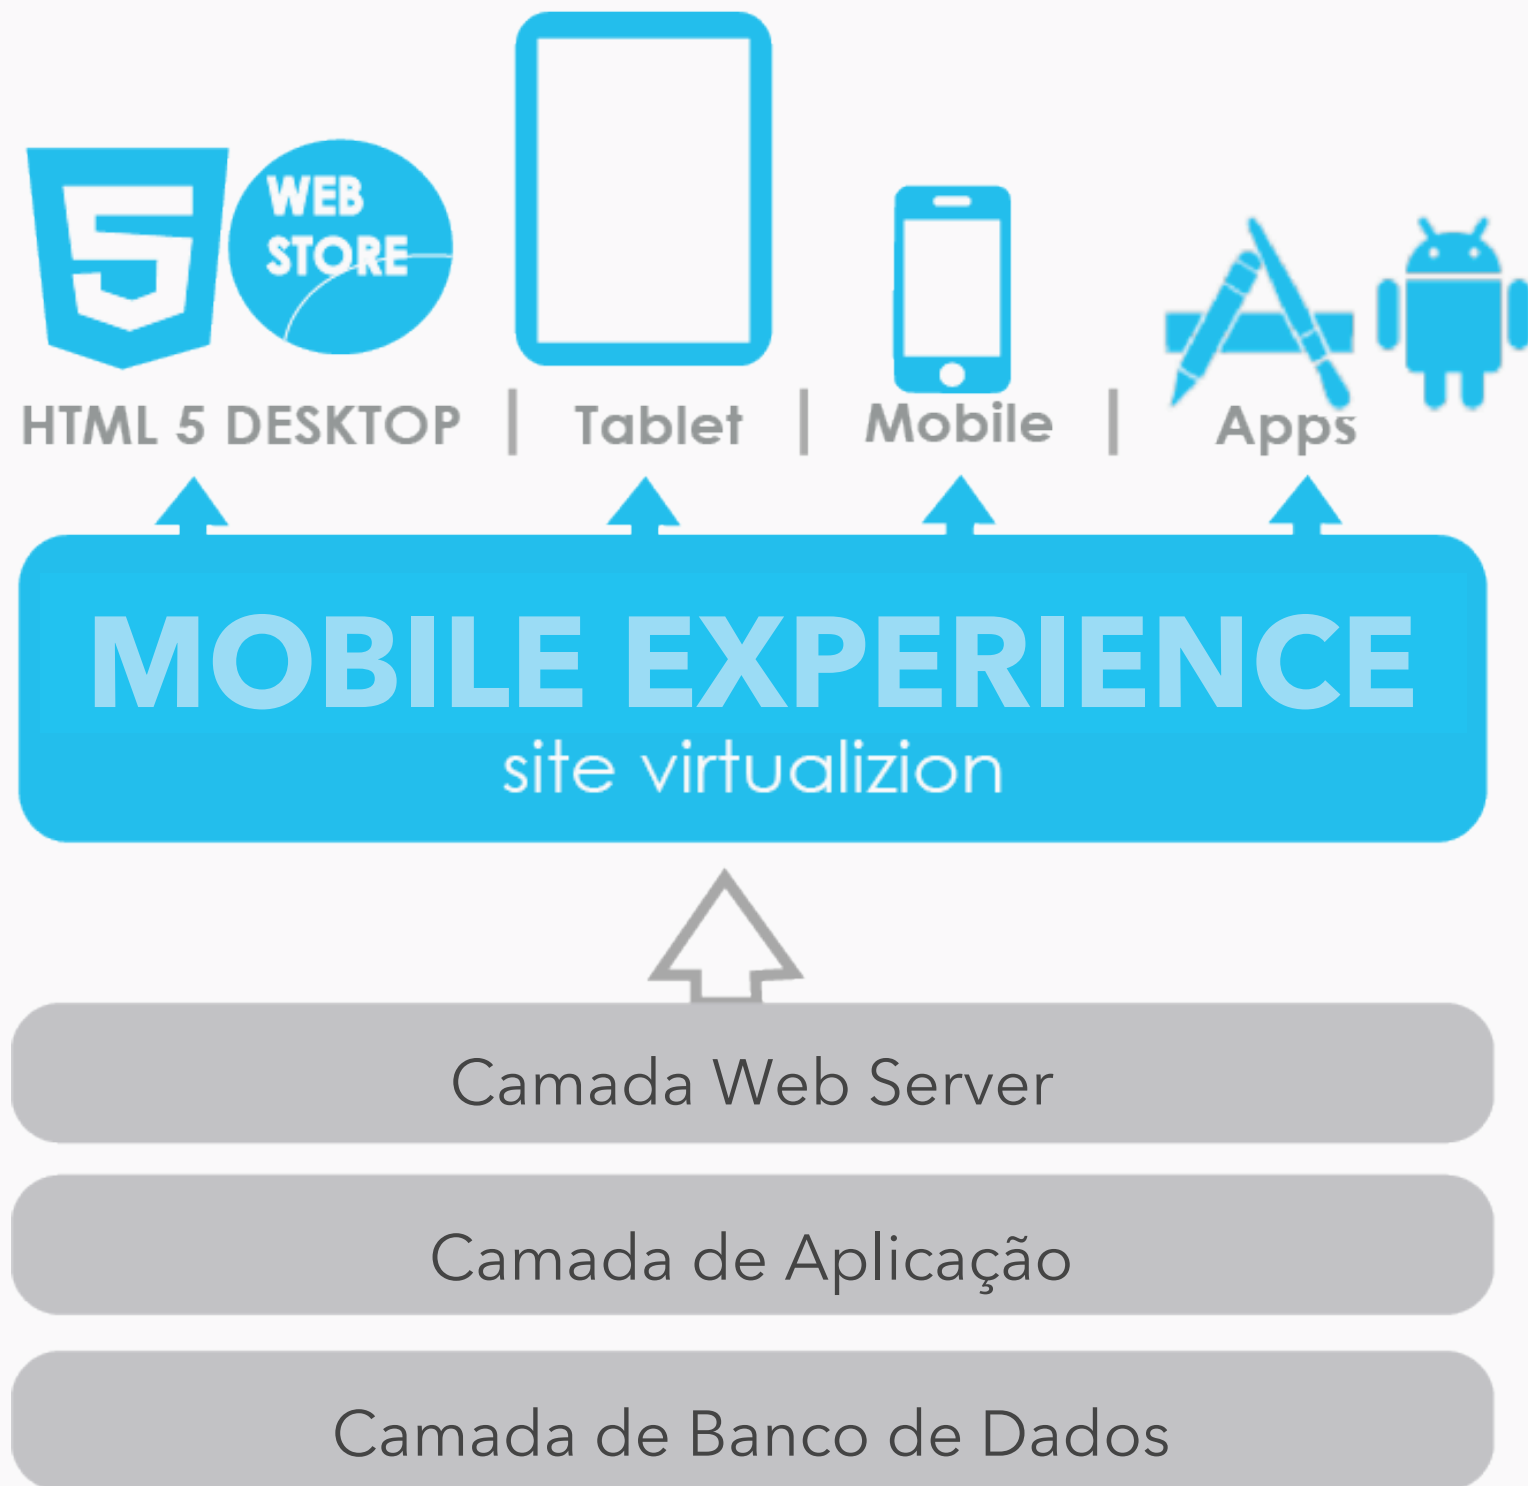 WEB
STORE
HTML 5 DESKTOP | Tablet | Mobile | Apps
MOBILE EXPERIENCE
site virtualizion
Camada Web Server
Camada de Aplicação
Camada de Banco de Dados